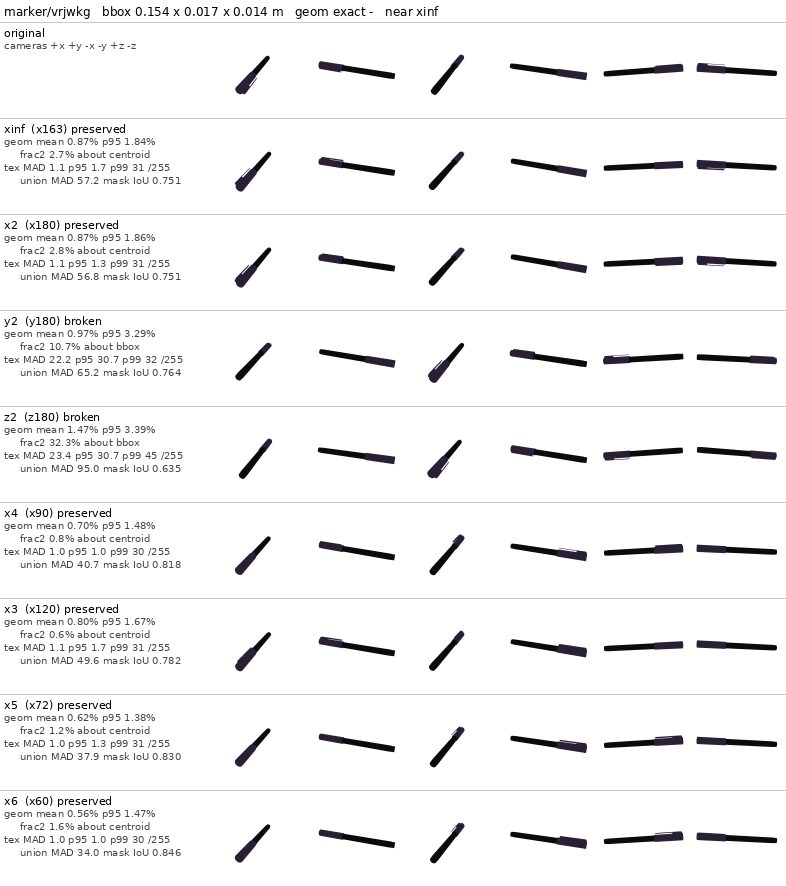 marker/vrjwkg bbox 0.154 x 0.017 x 0.014 m geom exact - near xinf
original
cameras +x +y -x -y +z -z
xinf (x163) preserved
geom mean 0.87% p95 1.84%
frac2 2.7% about centroid
tex MAD 1.1 p95 1.7 p99 31 /255
union MAD 57.2 mask IoU 0.751
x2 (x180) preserved
geom mean 0.87% p95 1.86%
frac2 2.8% about centroid
tex MAD 1.1 p95 1.3 p99 31 /255
union MAD 56.8 mask IoU 0.751
y2 (y180) broken
geom mean 0.97% p95 3.29%
frac2 10.7% about bbox
tex MAD 22.2 p95 30.7 p99 32 /255
union MAD 65.2 mask IoU 0.764
z2 (z180) broken
geom mean 1.47% p95 3.39%
frac2 32.3% about bbox
tex MAD 23.4 p95 30.7 p99 45 /255
union MAD 95.0 mask IoU 0.635
x4 (x90) preserved
geom mean 0.70% p95 1.48%
frac2 0.8% about centroid
tex MAD 1.0 p95 1.0 p99 30 /255
union MAD 40.7 mask IoU 0.818
x3 (x120) preserved
geom mean 0.80% p95 1.67%
frac2 0.6% about centroid
tex MAD 1.1 p95 1.7 p99 31 /255
union MAD 49.6 mask IoU 0.782
x5 (x72) preserved
geom mean 0.62% p95 1.38%
frac2 1.2% about centroid
tex MAD 1.0 p95 1.3 p99 31 /255
union MAD 37.9 mask IoU 0.830
x6 (x60) preserved
geom mean 0.56% p95 1.47%
frac2 1.6% about centroid
tex MAD 1.0 p95 1.0 p99 30 /255
union MAD 34.0 mask IoU 0.846